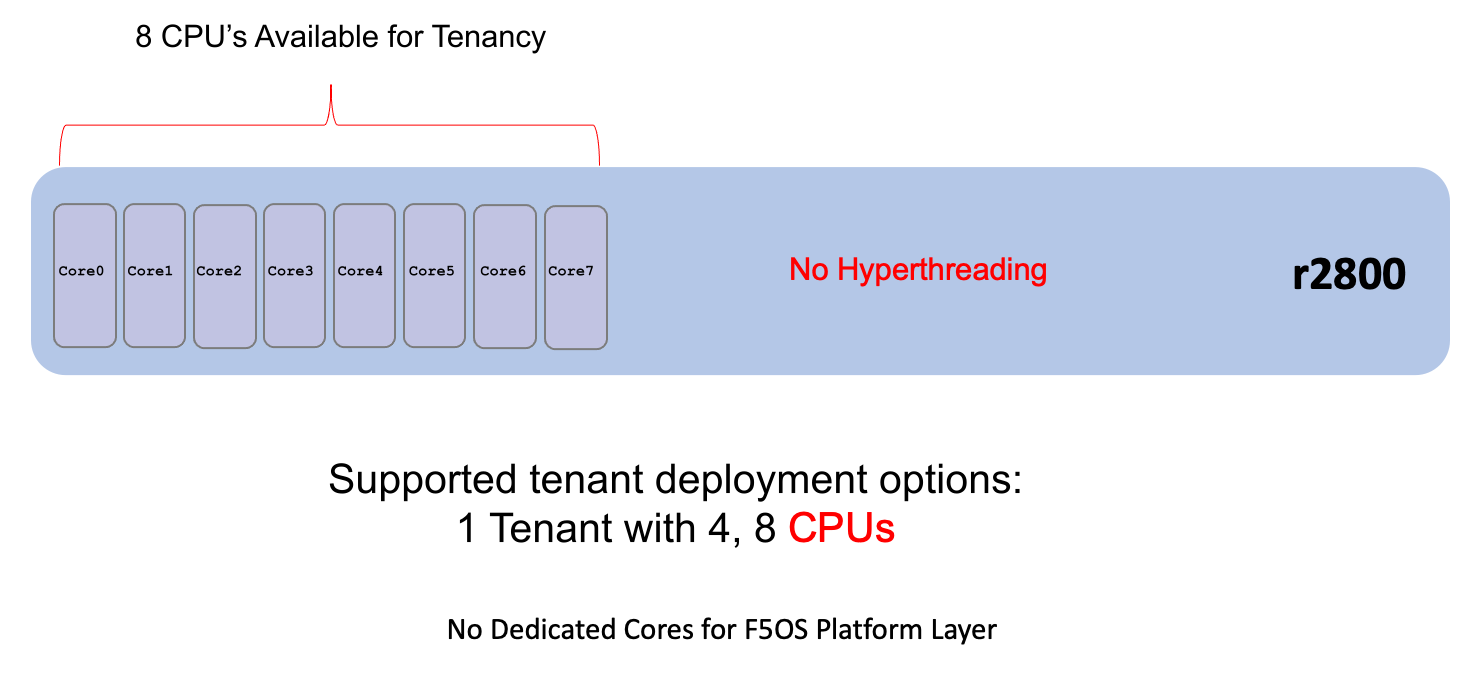 8 CPU’s Available for Tenancy
Core0 Core1 Core2 Core3 Core4 Core5 Core6 Core7
No Hyperthreading
r2800
Supported tenant deployment options:
1 Tenant with 4, 8 CPUs
No Dedicated Cores for F5OS Platform Layer